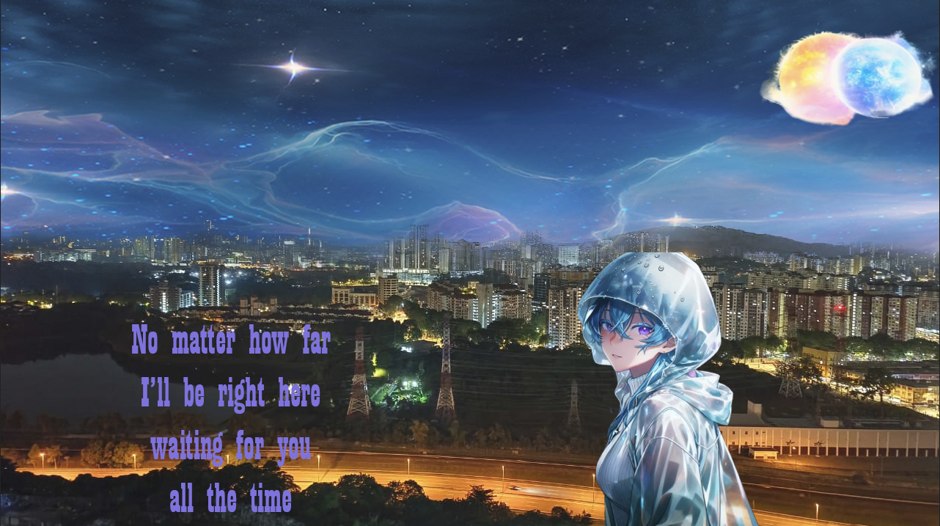 No matter how far
I'll be right here
waiting for you
all the time